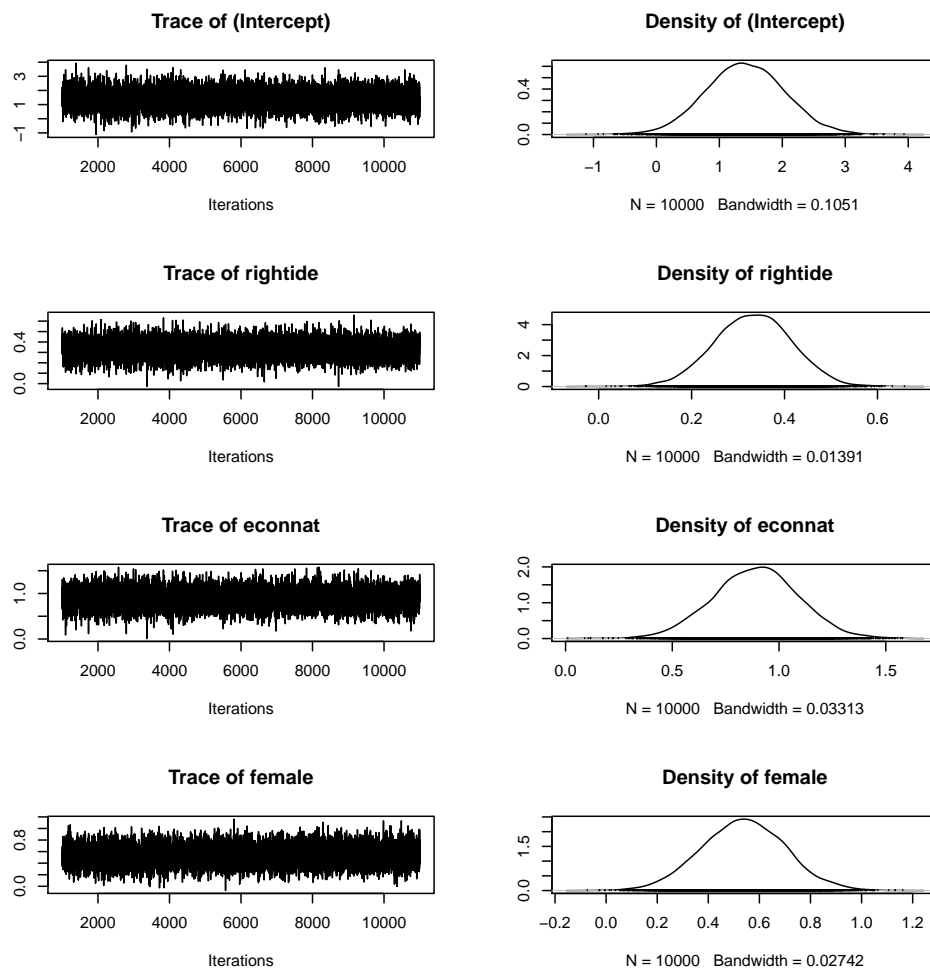 Trace of (Intercept)
−1 1 3
2000 4000 6000 8000 10000
Iterations
Density of (Intercept)
0.0 0.4
−1 0 1 2 3 4
N = 10000 Bandwidth = 0.1051
Trace of rightide
0.0 0.4
2000 4000 6000 8000 10000
Iterations
Density of rightide
0 2 4
0.0 0.2 0.4 0.6
N = 10000 Bandwidth = 0.01391
Trace of econnat
0.0 1.0
2000 4000 6000 8000 10000
Iterations
Density of econnat
0.0 1.0 2.0
0.0 0.5 1.0 1.5
N = 10000 Bandwidth = 0.03313
Trace of female
0.0 0.8
2000 4000 6000 8000 10000
Iterations
Density of female
0.0 1.5
−0.2 0.0 0.2 0.4 0.6 0.8 1.0 1.2
N = 10000 Bandwidth = 0.02742